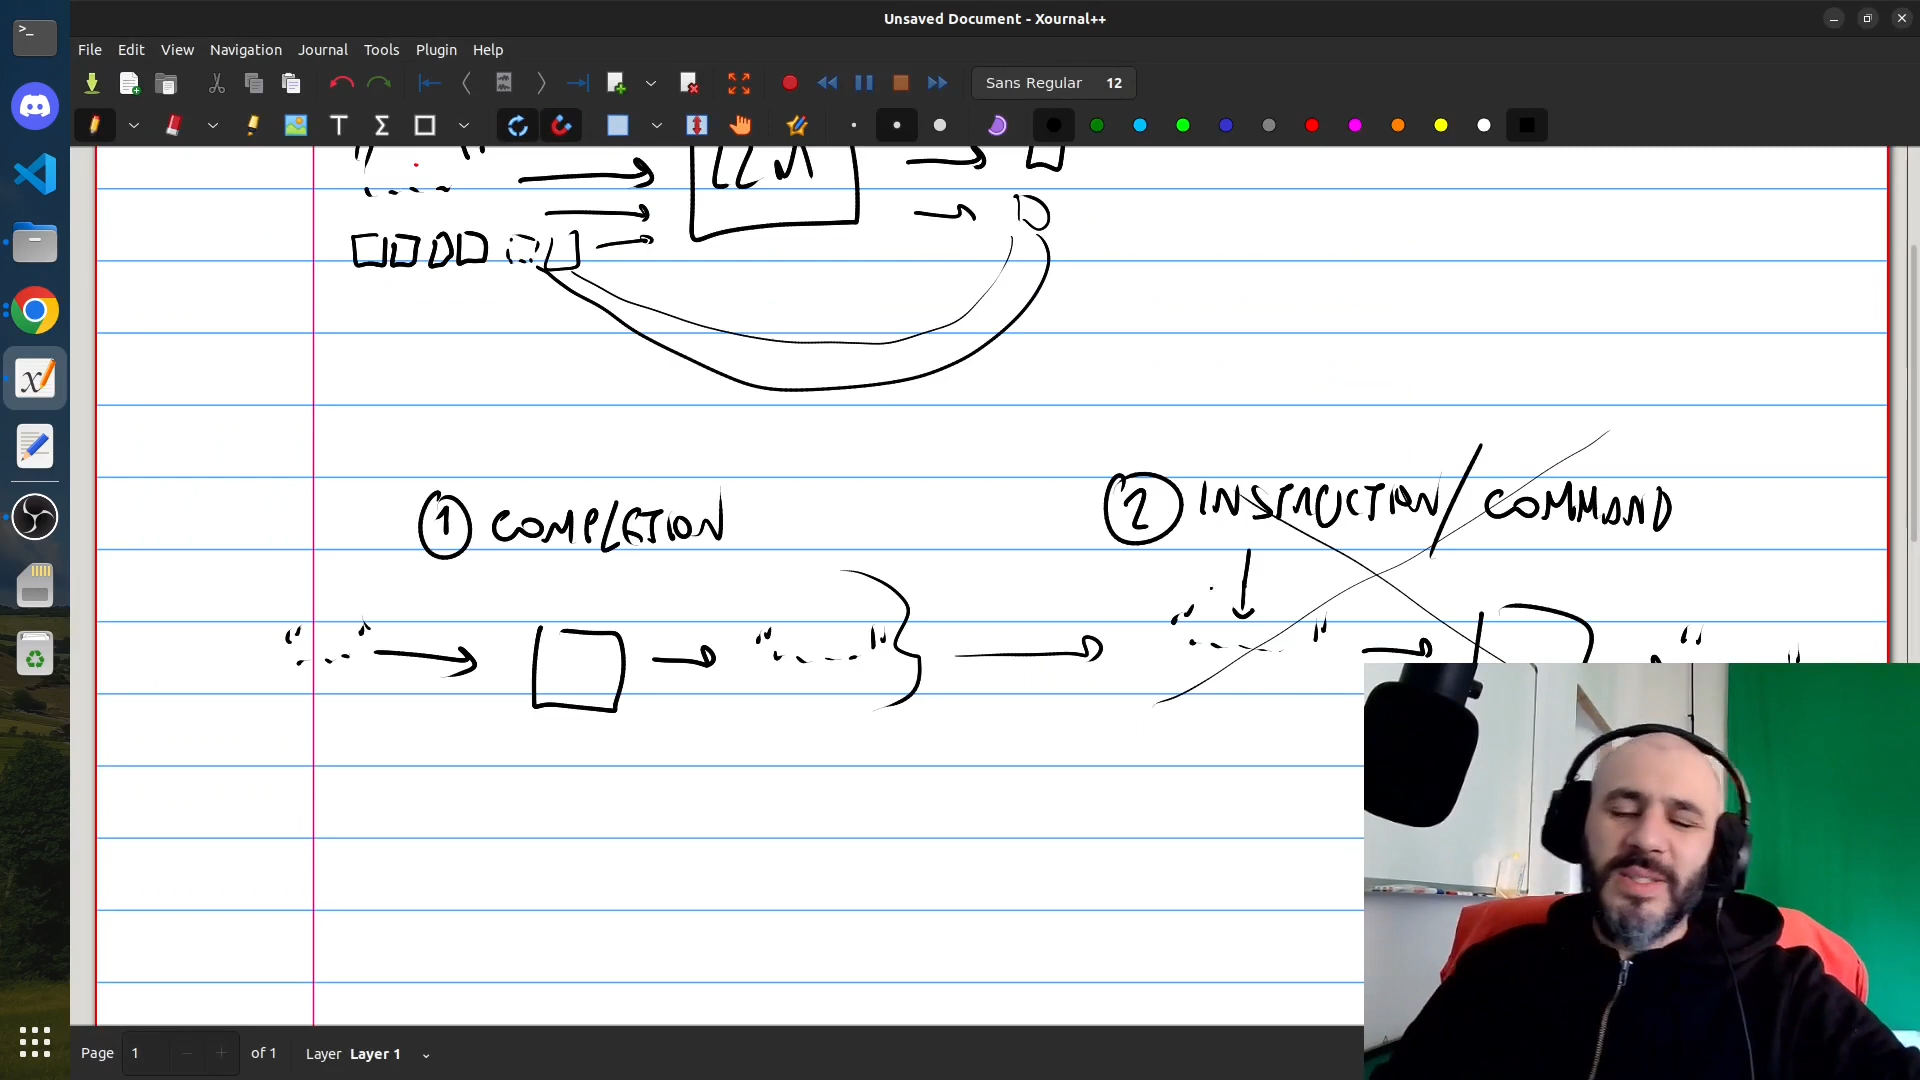 Unsaved Document - Xournal++
File Edit View Navigation Journal Tools Plugin Help
Sans Regular 12
LLM
1 COMPLETION
2 INSTRUCTION/COMMAND
Page 1 of 1 Layer Layer 1